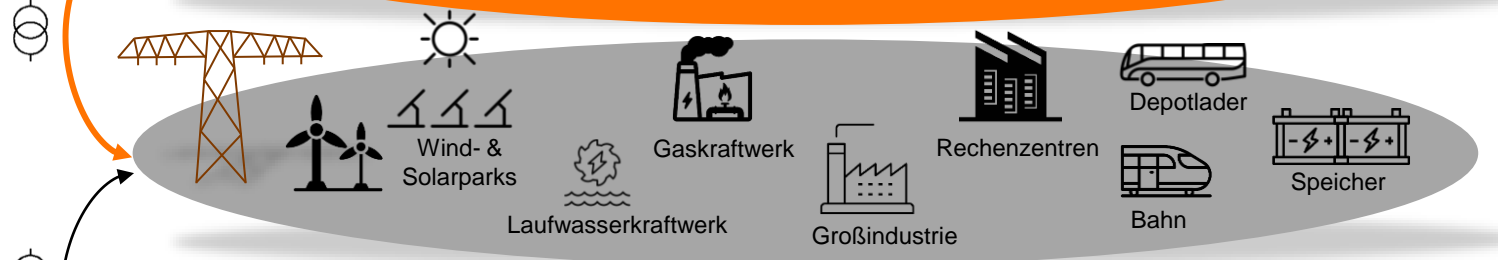 Wind- &
Solarparks
Laufwasserkraftwerk
Gaskraftwerk
Großindustrie
Rechenzentren
Depotlader
Bahn
Speicher